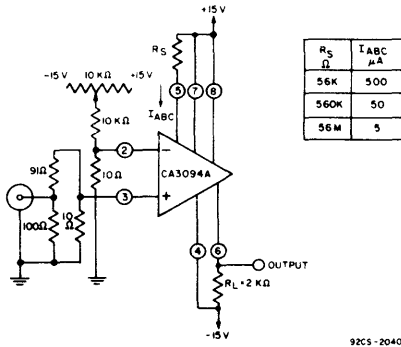 +15 V
RS
-15 V
10 KΩ
+15 V
5
7
8
IABC
10 KΩ
2
-
CA3094A
91Ω
10 Ω
3
+
100Ω
10
Ω
4
6
OUTPUT
RL = 2 KΩ
-15 V
RS
Ω
IABC
μA
56K
500
560K
50
56 M
5
92CS-2040